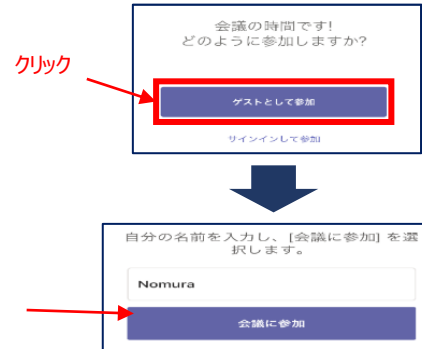 会議の時間です!
どのように参加しますか?
クリック
ゲストとして参加
サインインして参加
自分の名前を入力し、[会議に参加] を選
択します。
Nomura
会議に参加